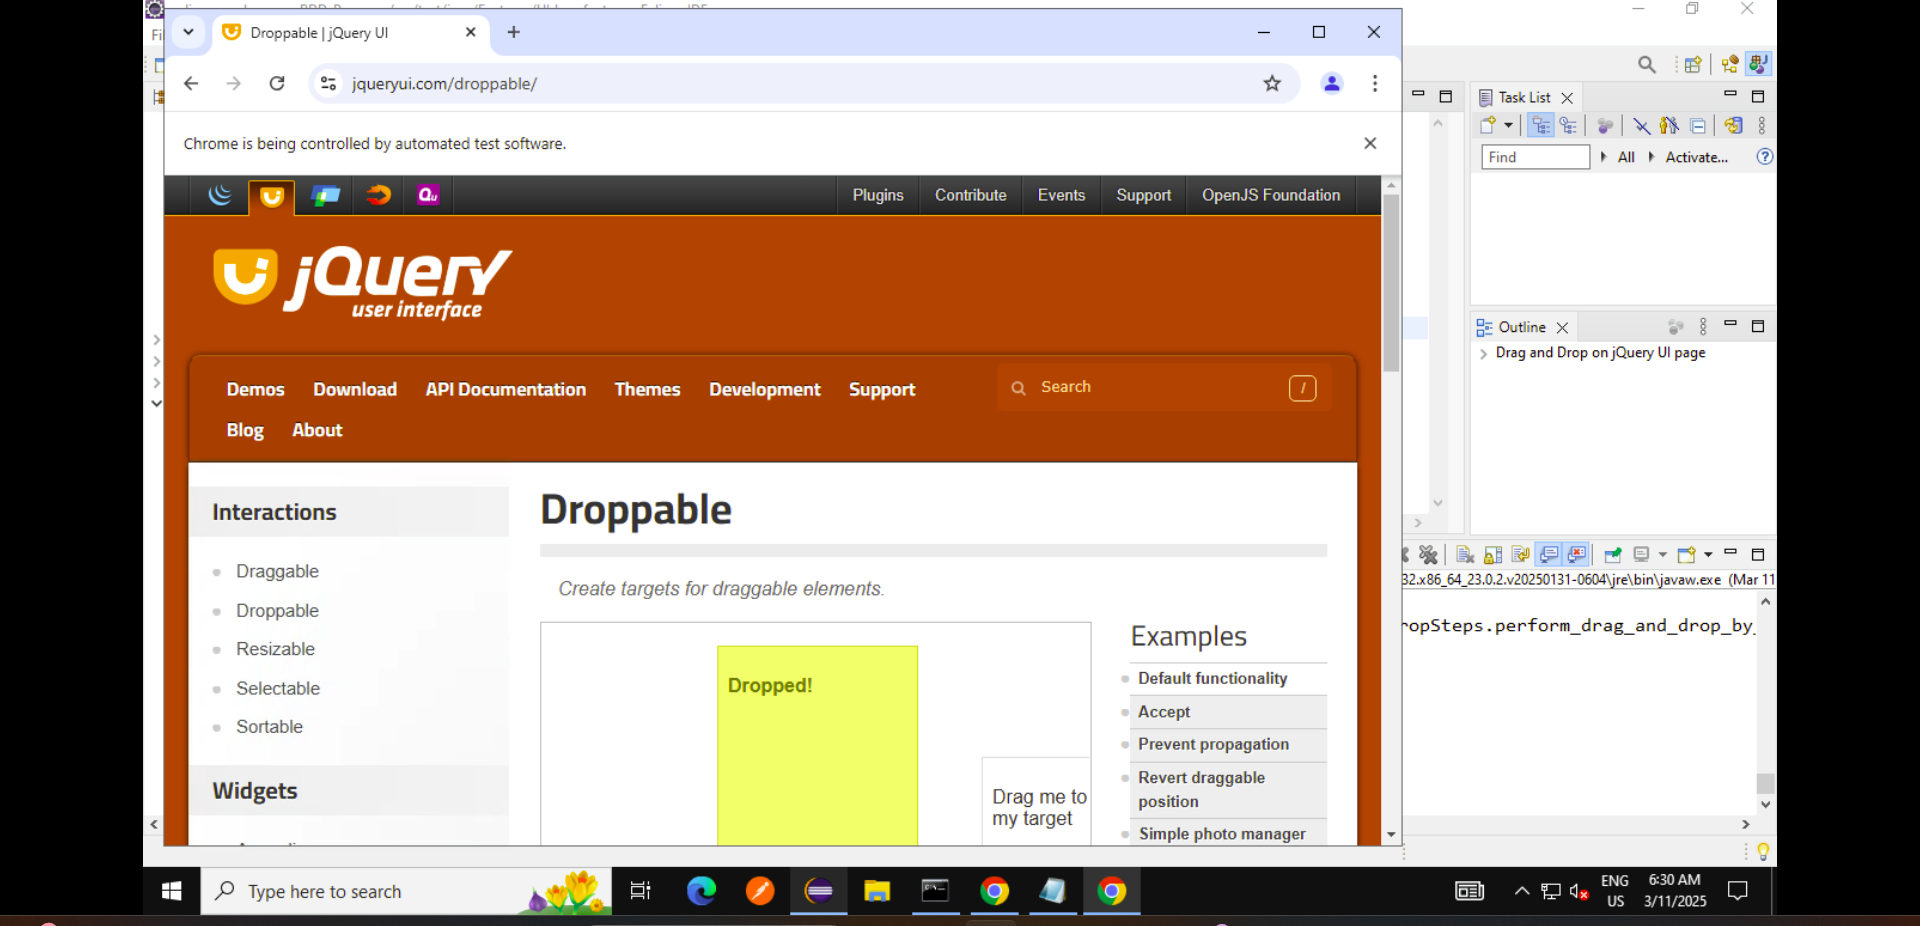 Droppable | jQuery UI
jqueryui.com/droppable/
Chrome is being controlled by automated test software.
Qu
Plugins
Contribute
Events
Support
OpenJS Foundation
jQuery
user interface
Demos
Download
API Documentation
Themes
Development
Support
Search
/
Blog
About
Interactions
Draggable
Droppable
Resizable
Selectable
Sortable
Widgets
Droppable
Create targets for draggable elements.
Dropped!
Drag me to
my target
Examples
Default functionality
Accept
Prevent propagation
Revert draggable
position
Simple photo manager
Task List
Find
All
Activate...
Outline
Drag and Drop on jQuery UI page
32.x86_64_23.0.2.v20250131-0604\jre\bin\javaw.exe (Mar 11
ropSteps.perform_drag_and_drop_by_
Type here to search
ENG
US
6:30 AM
3/11/2025